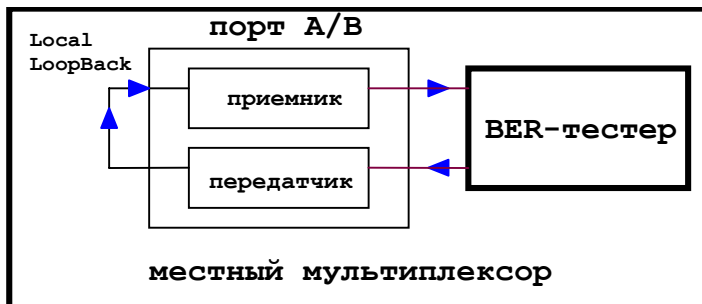 порт A/B
Local
LoopBack
приемник
BER-тестер
передатчик
местный мультиплексор